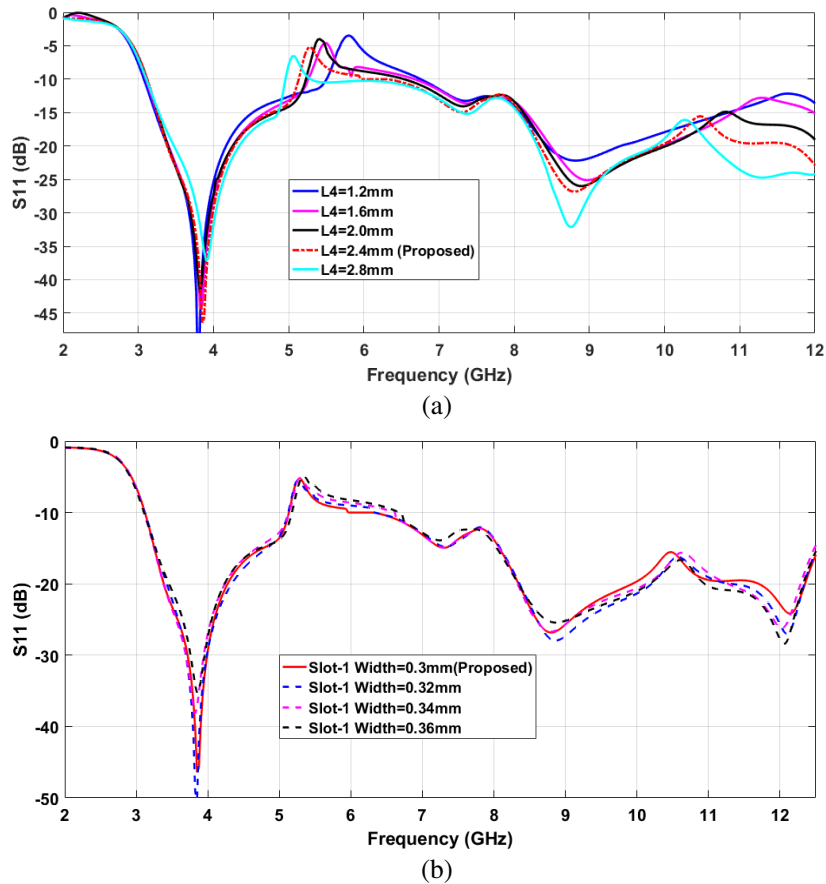 0
-5
-10
-15
-20
-25
-30
-35
-40
-45
S11 (dB)
L4=1.2mm
L4=1.6mm
L4=2.0mm
L4=2.4mm (Proposed)
L4=2.8mm
2 3 4 5 6 7 8 9 10 11 12
Frequency (GHz)
(a)
0
-10
-20
-30
-40
-50
S11 (dB)
Slot-1 Width=0.3mm(Proposed)
Slot-1 Width=0.32mm
Slot-1 Width=0.34mm
Slot-1 Width=0.36mm
2 3 4 5 6 7 8 9 10 11 12
Frequency (GHz)
(b)